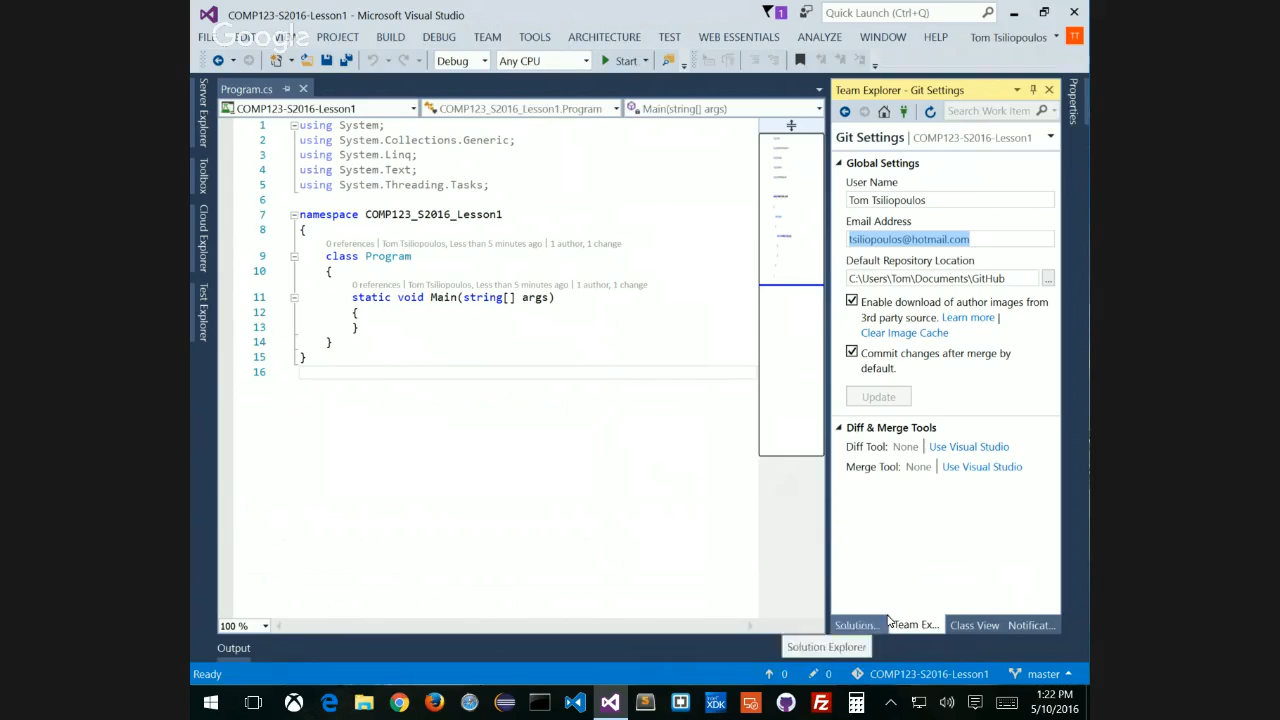 COMP123-S2016-Lesson1 - Microsoft Visual Studio
1
Quick Launch (Ctrl+Q)
Google
FILE EDIT VIEW PROJECT BUILD DEBUG TEAM TOOLS ARCHITECTURE TEST WEB ESSENTIALS ANALYZE WINDOW HELP Tom Tsiliopoulos TT
Debug Any CPU Start
Server Explorer
Toolbox
Cloud Explorer
Test Explorer
Program.cs
COMP123-S2016-Lesson1 COMP123_S2016_Lesson1.Program Main(string[] args)
1 using System;
2 using System.Collections.Generic;
3 using System.Linq;
4 using System.Text;
5 using System.Threading.Tasks;
6
7 namespace COMP123_S2016_Lesson1
8 {
0 references | Tom Tsiliopoulos, Less than 5 minutes ago | 1 author, 1 change
9 class Program
10 {
0 references | Tom Tsiliopoulos, Less than 5 minutes ago | 1 author, 1 change
11 static void Main(string[] args)
12 {
13 }
14 }
15 }
16
100 %
Team Explorer - Git Settings
Search Work Item
Git Settings | COMP123-S2016-Lesson1
Global Settings
User Name
Tom Tsiliopoulos
Email Address
tsiliopoulos@hotmail.com
Default Repository Location
C:\Users\Tom\Documents\GitHub ...
Enable download of author images from
3rd party source. Learn more |
Clear Image Cache
Commit changes after merge by
default.
Update
Diff & Merge Tools
Diff Tool: None | Use Visual Studio
Merge Tool: None | Use Visual Studio
Solution... Team Ex... Class View Notificat...
Solution Explorer
Properties
Output
Ready
0 0 COMP123-S2016-Lesson1 master
XDK
1:22 PM
5/10/2016